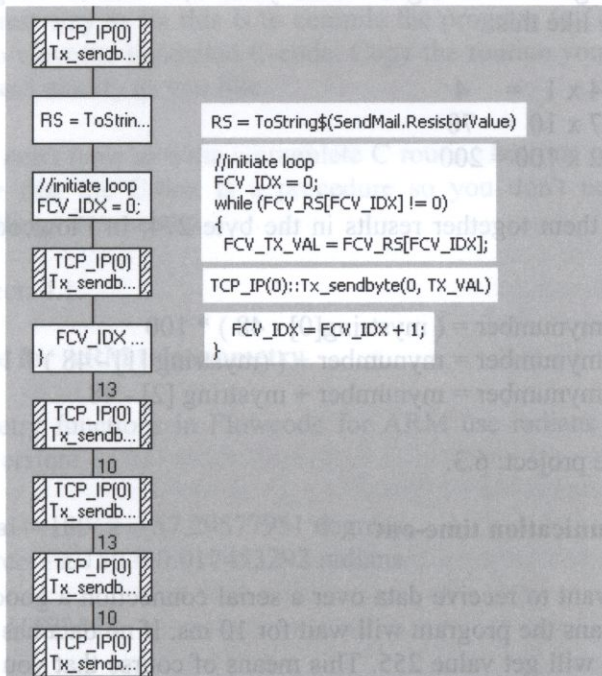 TCP_IP(0)
Tx_sendb...
RS = ToStrin...
RS = ToString$(SendMail.ResistorValue)
//initiate loop
FCV_IDX = 0;
//initiate loop
FCV_IDX = 0;
while (FCV_RS[FCV_IDX] != 0)
{
FCV_TX_VAL = FCV_RS[FCV_IDX];
TCP_IP(0)
Tx_sendb...
TCP_IP(0)::Tx_sendbyte(0, TX_VAL)
FCV_IDX ...
}
FCV_IDX = FCV_IDX + 1;
}
13
TCP_IP(0)
Tx_sendb...
10
TCP_IP(0)
Tx_sendb...
13
TCP_IP(0)
Tx_sendb...
10
TCP_IP(0)
Tx_sendb...